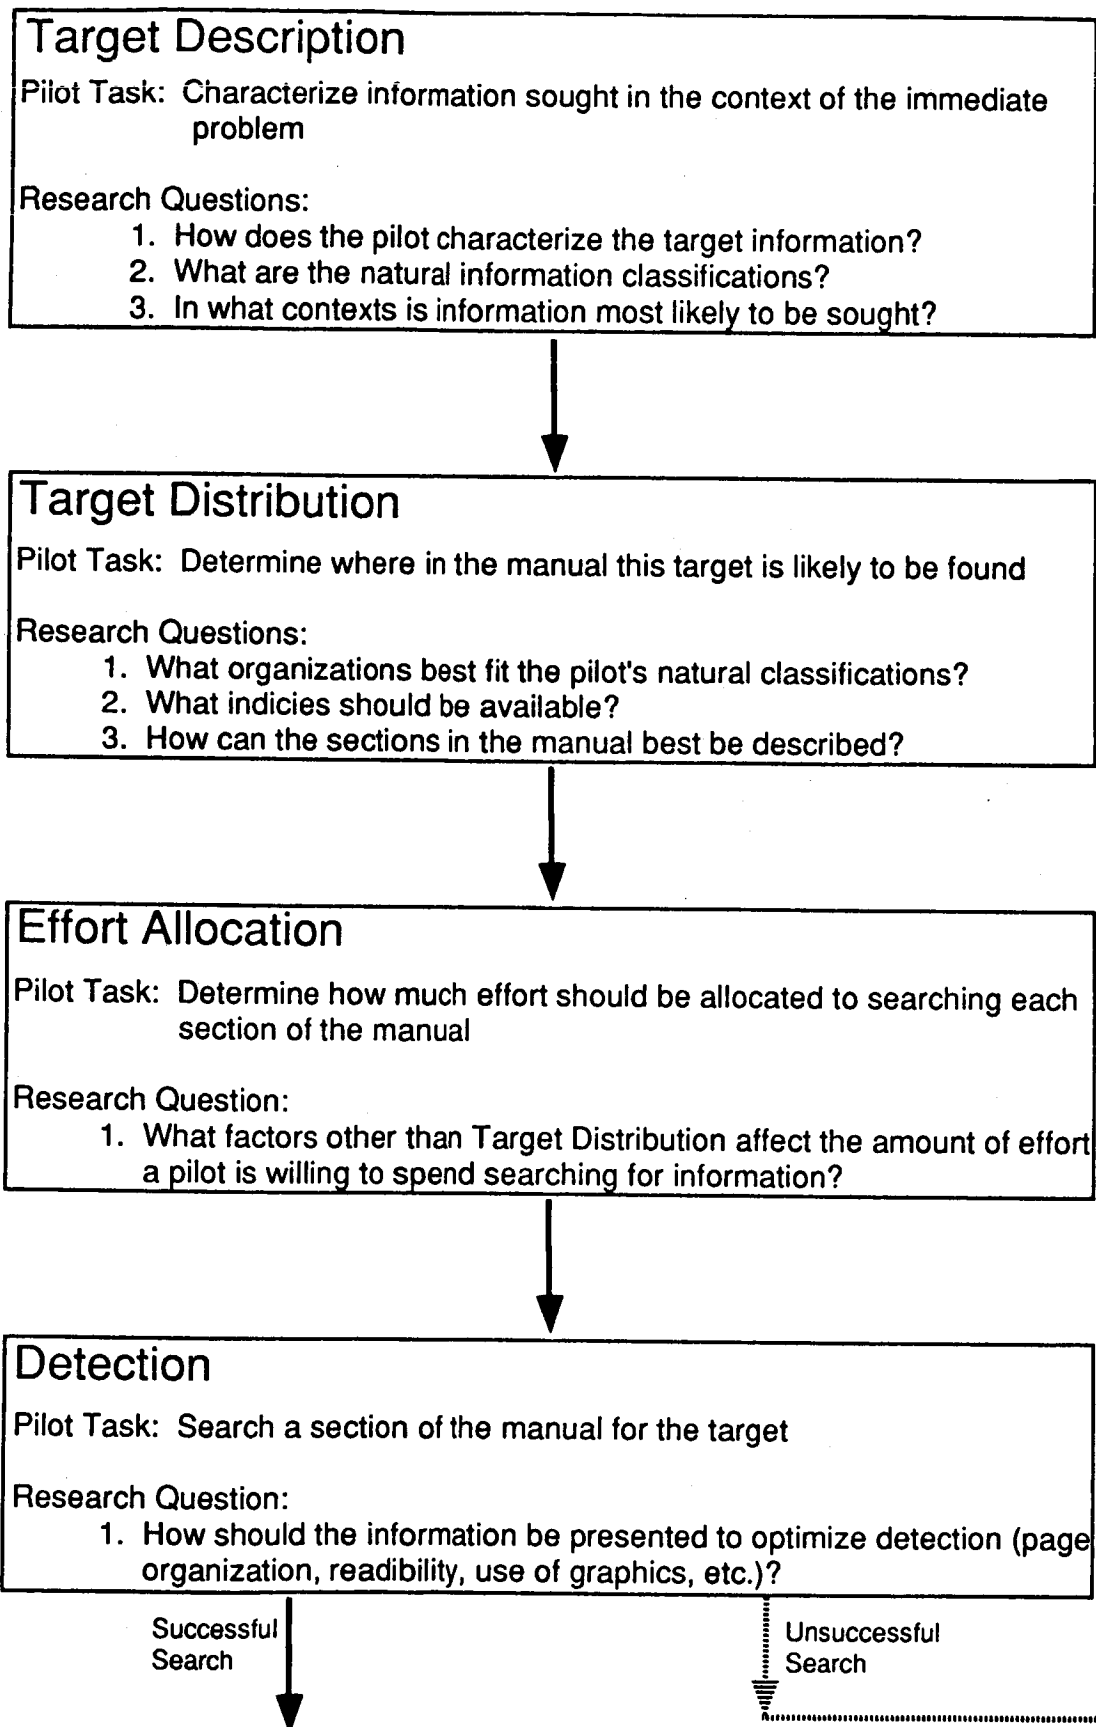 Target Description
Pilot Task: Characterize information sought in the context of the immediate
problem
Research Questions:
1. How does the pilot characterize the target information?
2. What are the natural information classifications?
3. In what contexts is information most likely to be sought?
Target Distribution
Pilot Task: Determine where in the manual this target is likely to be found
Research Questions:
1. What organizations best fit the pilot's natural classifications?
2. What indicies should be available?
3. How can the sections in the manual best be described?
Effort Allocation
Pilot Task: Determine how much effort should be allocated to searching each
section of the manual
Research Question:
1. What factors other than Target Distribution affect the amount of effort
a pilot is willing to spend searching for information?
Detection
Pilot Task: Search a section of the manual for the target
Research Question:
1. How should the information be presented to optimize detection (page
organization, readibility, use of graphics, etc.)?
Successful
Search
Unsuccessful
Search